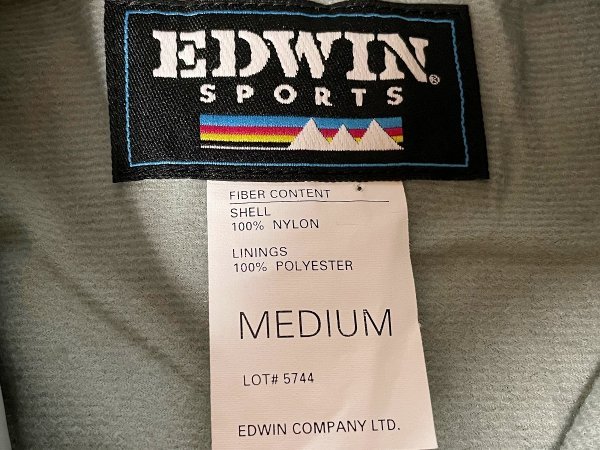 EDWIN®
SPORTS
FIBER CONTENT
SHELL
100% NYLON
LININGS
100% POLYESTER
MEDIUM
LOT# 5744
EDWIN COMPANY LTD.